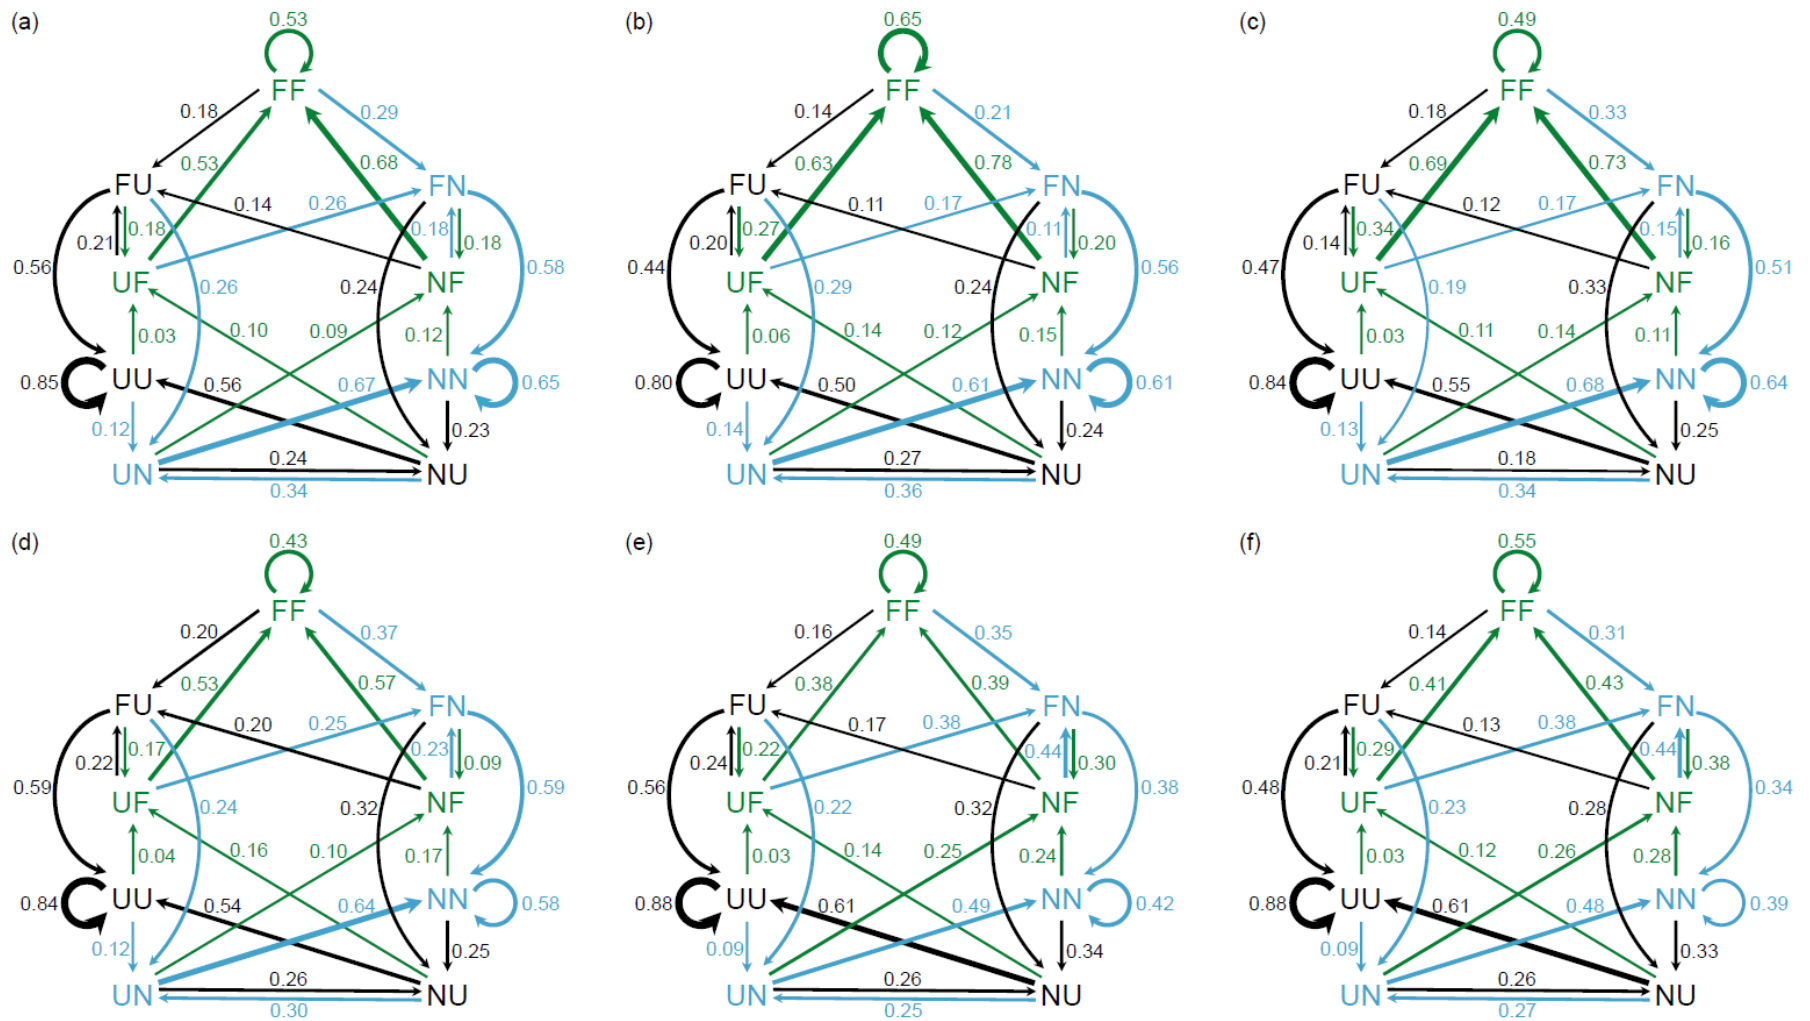 (a)
0.53
FF
0.18
0.29
FU
0.53
0.68
FN
0.14
0.26
0.21
0.18
0.18
0.18
0.56
0.58
UF
0.26
0.24
NF
0.03
0.10
0.09
0.12
0.85
UU
0.56
0.67
NN
0.65
0.12
0.23
UN
0.24
NU
0.34
(b)
0.65
FF
0.14
0.21
FU
0.63
0.78
FN
0.17
0.11
0.20
0.27
0.11
0.20
0.44
0.56
UF
0.29
0.24
NF
0.06
0.14
0.12
0.15
0.80
UU
0.50
0.61
NN
0.61
0.14
0.24
UN
0.27
NU
0.36
(c)
0.49
FF
0.18
0.33
FU
0.69
0.73
FN
0.17
0.12
0.14
0.34
0.15
0.16
0.47
0.51
UF
0.19
0.33
NF
0.03
0.11
0.14
0.11
0.84
UU
0.55
0.68
NN
0.64
0.13
0.25
UN
0.18
NU
0.34
(d)
0.43
FF
0.20
0.37
FU
0.53
0.57
FN
0.20
0.25
0.22
0.17
0.23
0.09
0.59
0.59
UF
0.24
0.32
NF
0.04
0.16
0.10
0.17
0.84
UU
0.54
0.64
NN
0.58
0.12
0.25
UN
0.26
NU
0.30
(e)
0.49
FF
0.16
0.35
FU
0.38
0.39
FN
0.38
0.17
0.24
0.22
0.44
0.30
0.56
0.38
UF
0.22
0.32
NF
0.03
0.14
0.25
0.24
0.88
UU
0.61
0.49
NN
0.42
0.09
0.34
UN
0.26
NU
0.25
(f)
0.55
FF
0.14
0.31
FU
0.41
0.43
FN
0.38
0.13
0.21
0.29
0.44
0.38
0.48
0.34
UF
0.23
0.28
NF
0.03
0.12
0.26
0.28
0.88
UU
0.61
0.48
NN
0.39
0.09
0.33
UN
0.26
NU
0.27